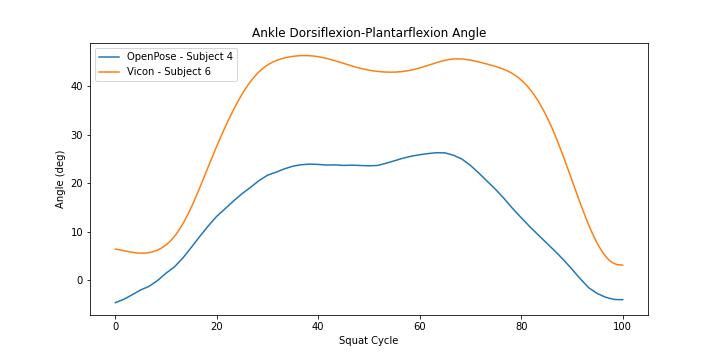 Ankle Dorsiflexion-Plantarflexion Angle
OpenPose - Subject 4
Vicon - Subject 6
Angle (deg)
40
30
20
10
0
0 20 40 60 80 100
Squat Cycle